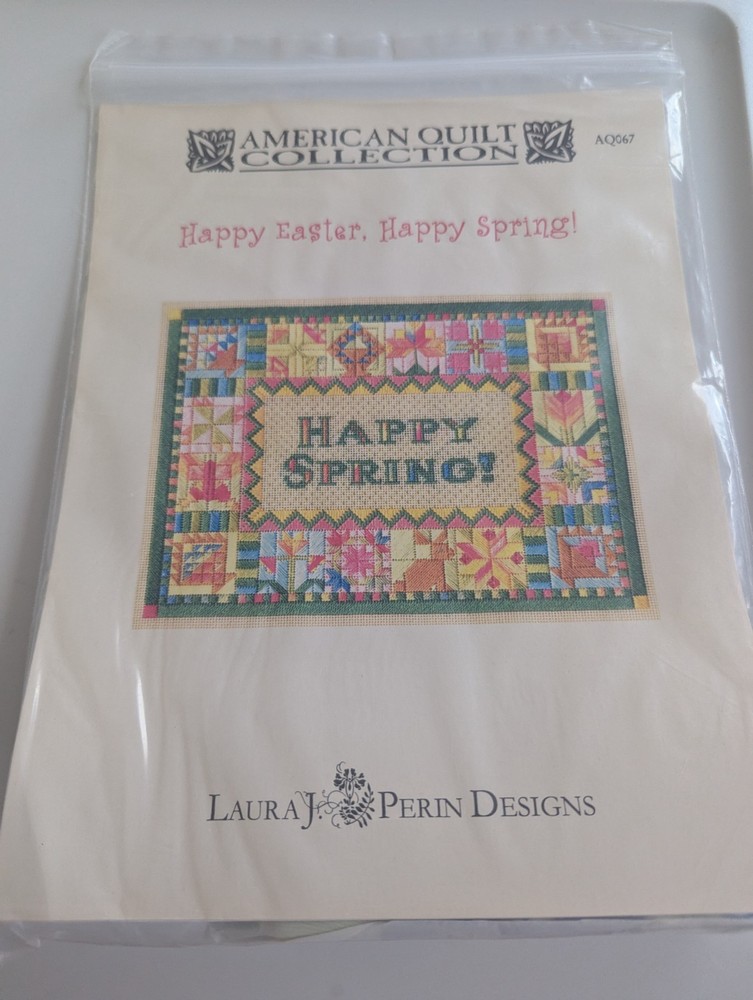 AMERICAN QUILT
COLLECTION
AQ067
Happy Easter, Happy Spring!
HAPPY
SPRING!
LAURA J. PERIN DESIGNS